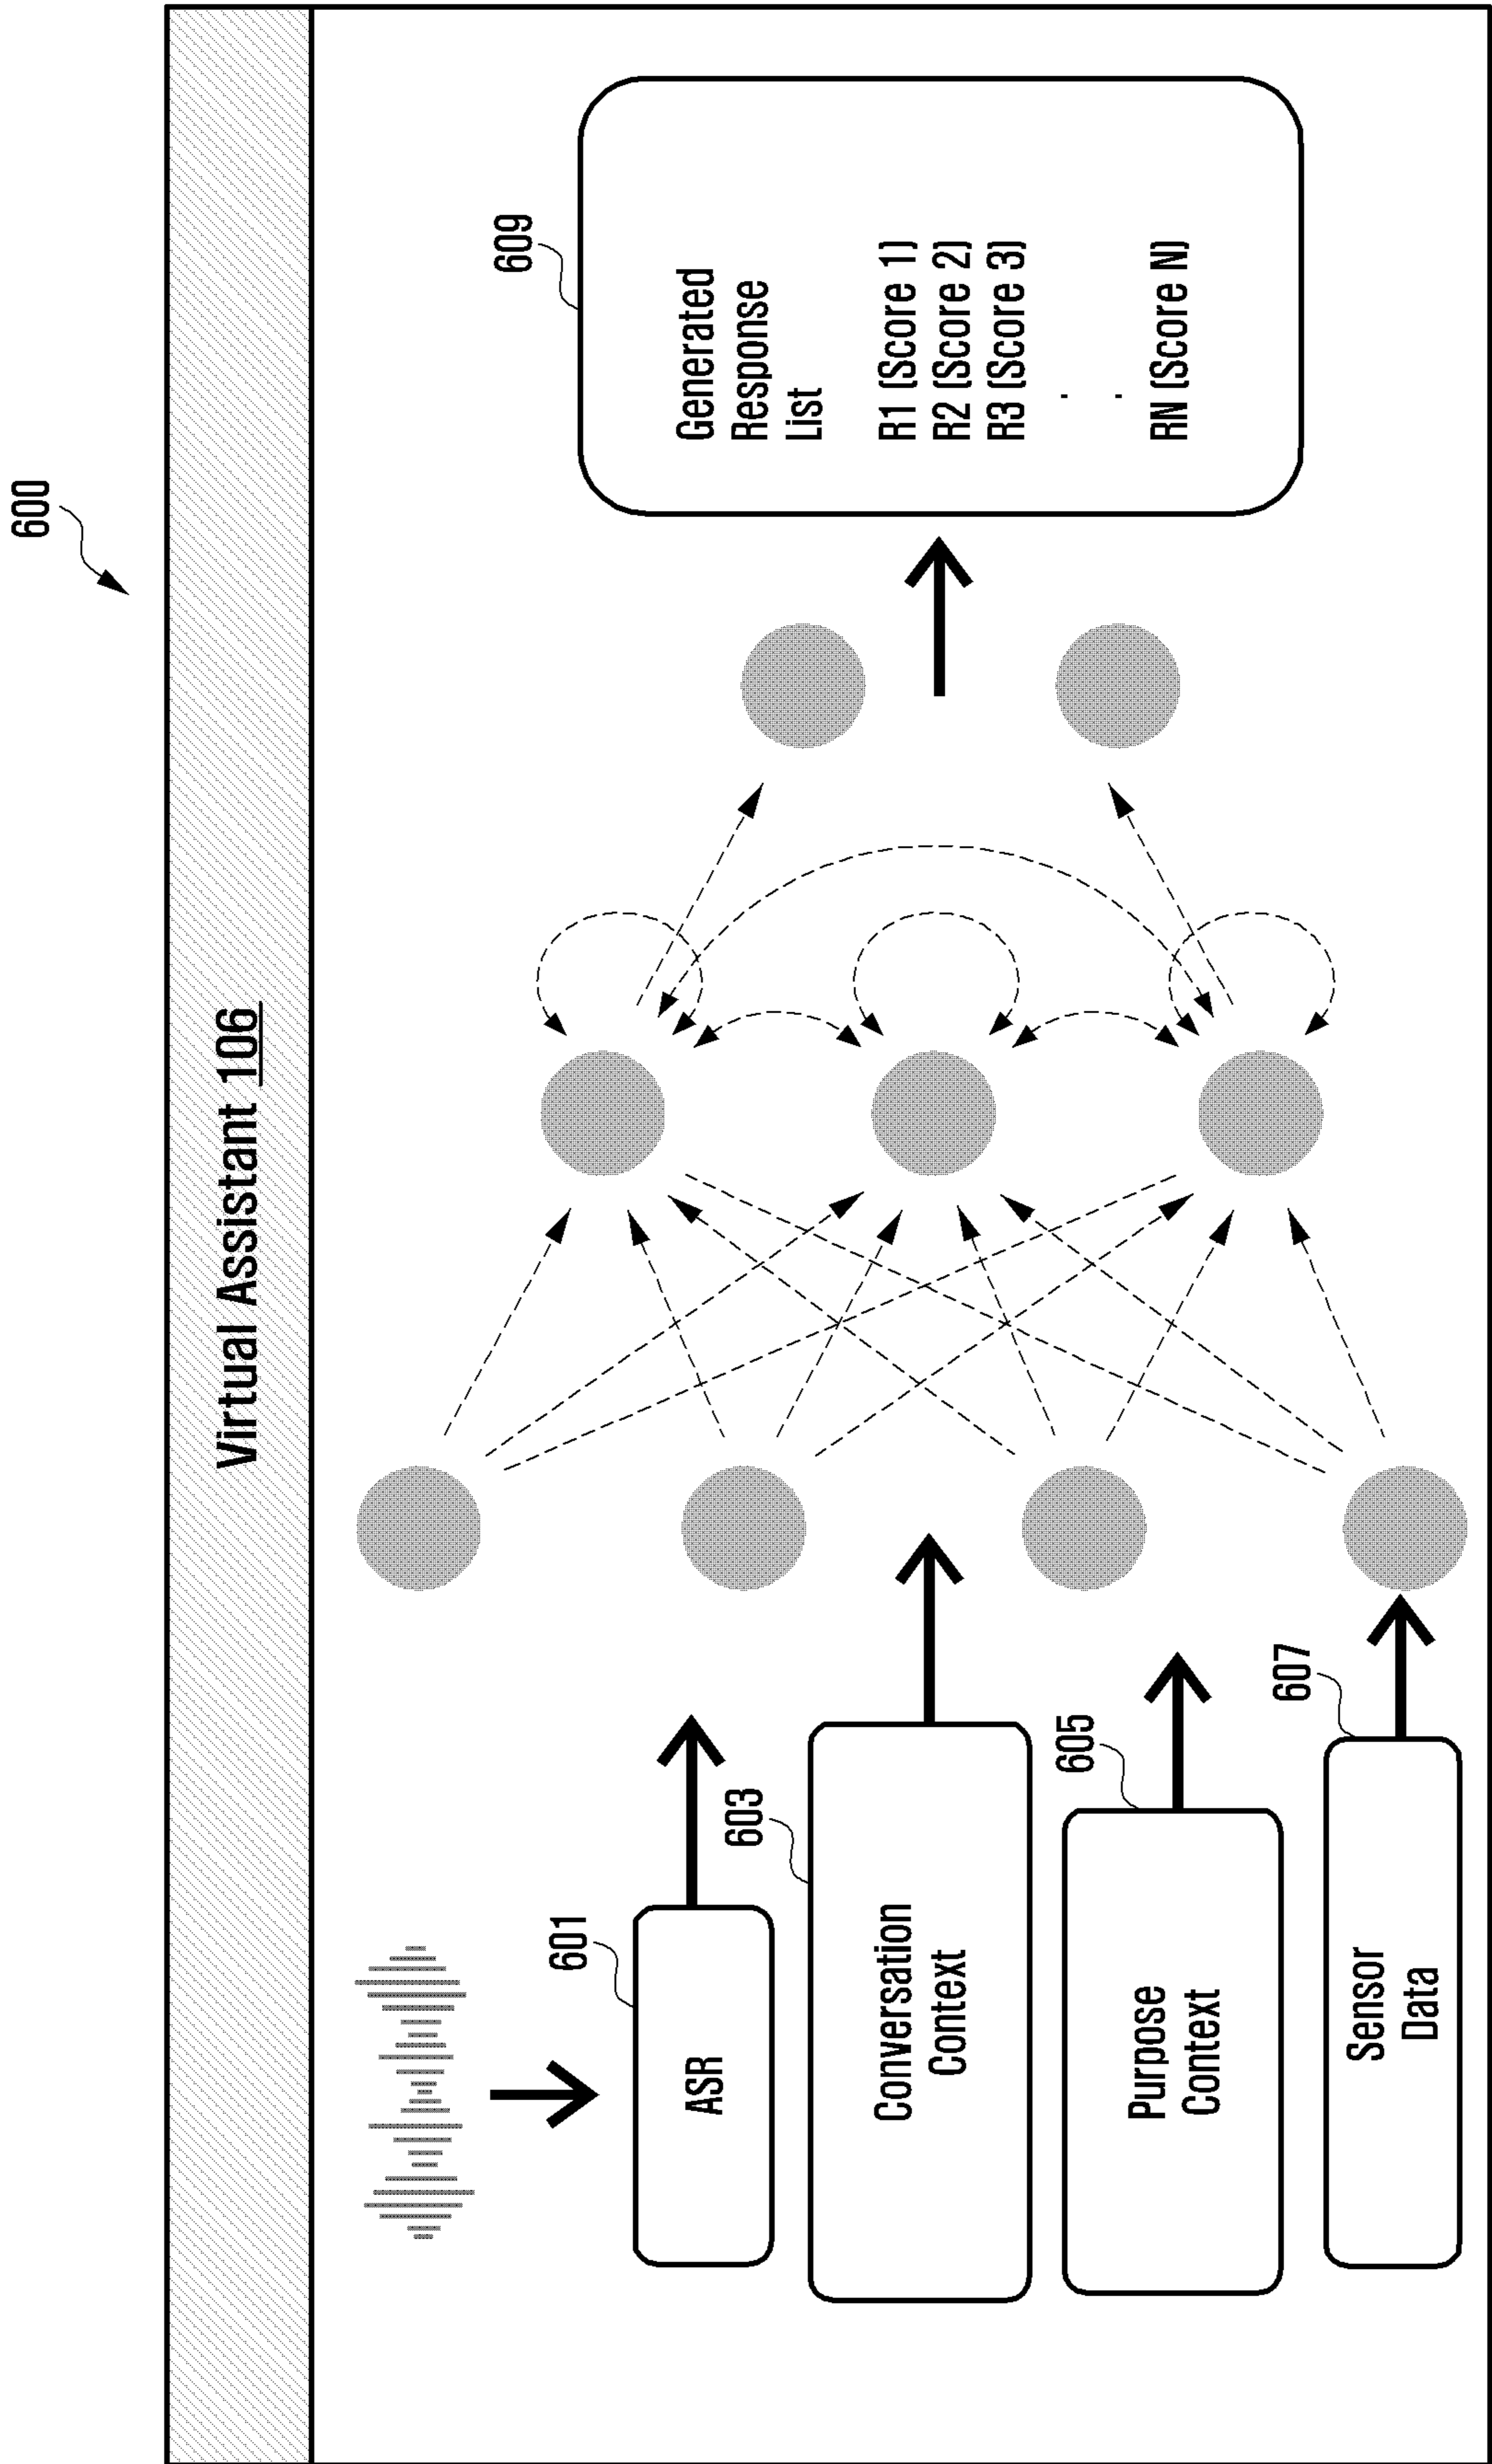 600
Virtual Assistant 106
601
ASR
603
Conversation
Context
605
Purpose
Context
607
Sensor
Data
609
Generated
Response
List
R1 (Score 1)
R2 (Score 2)
R3 (Score 3)
.
.
RN (Score N)